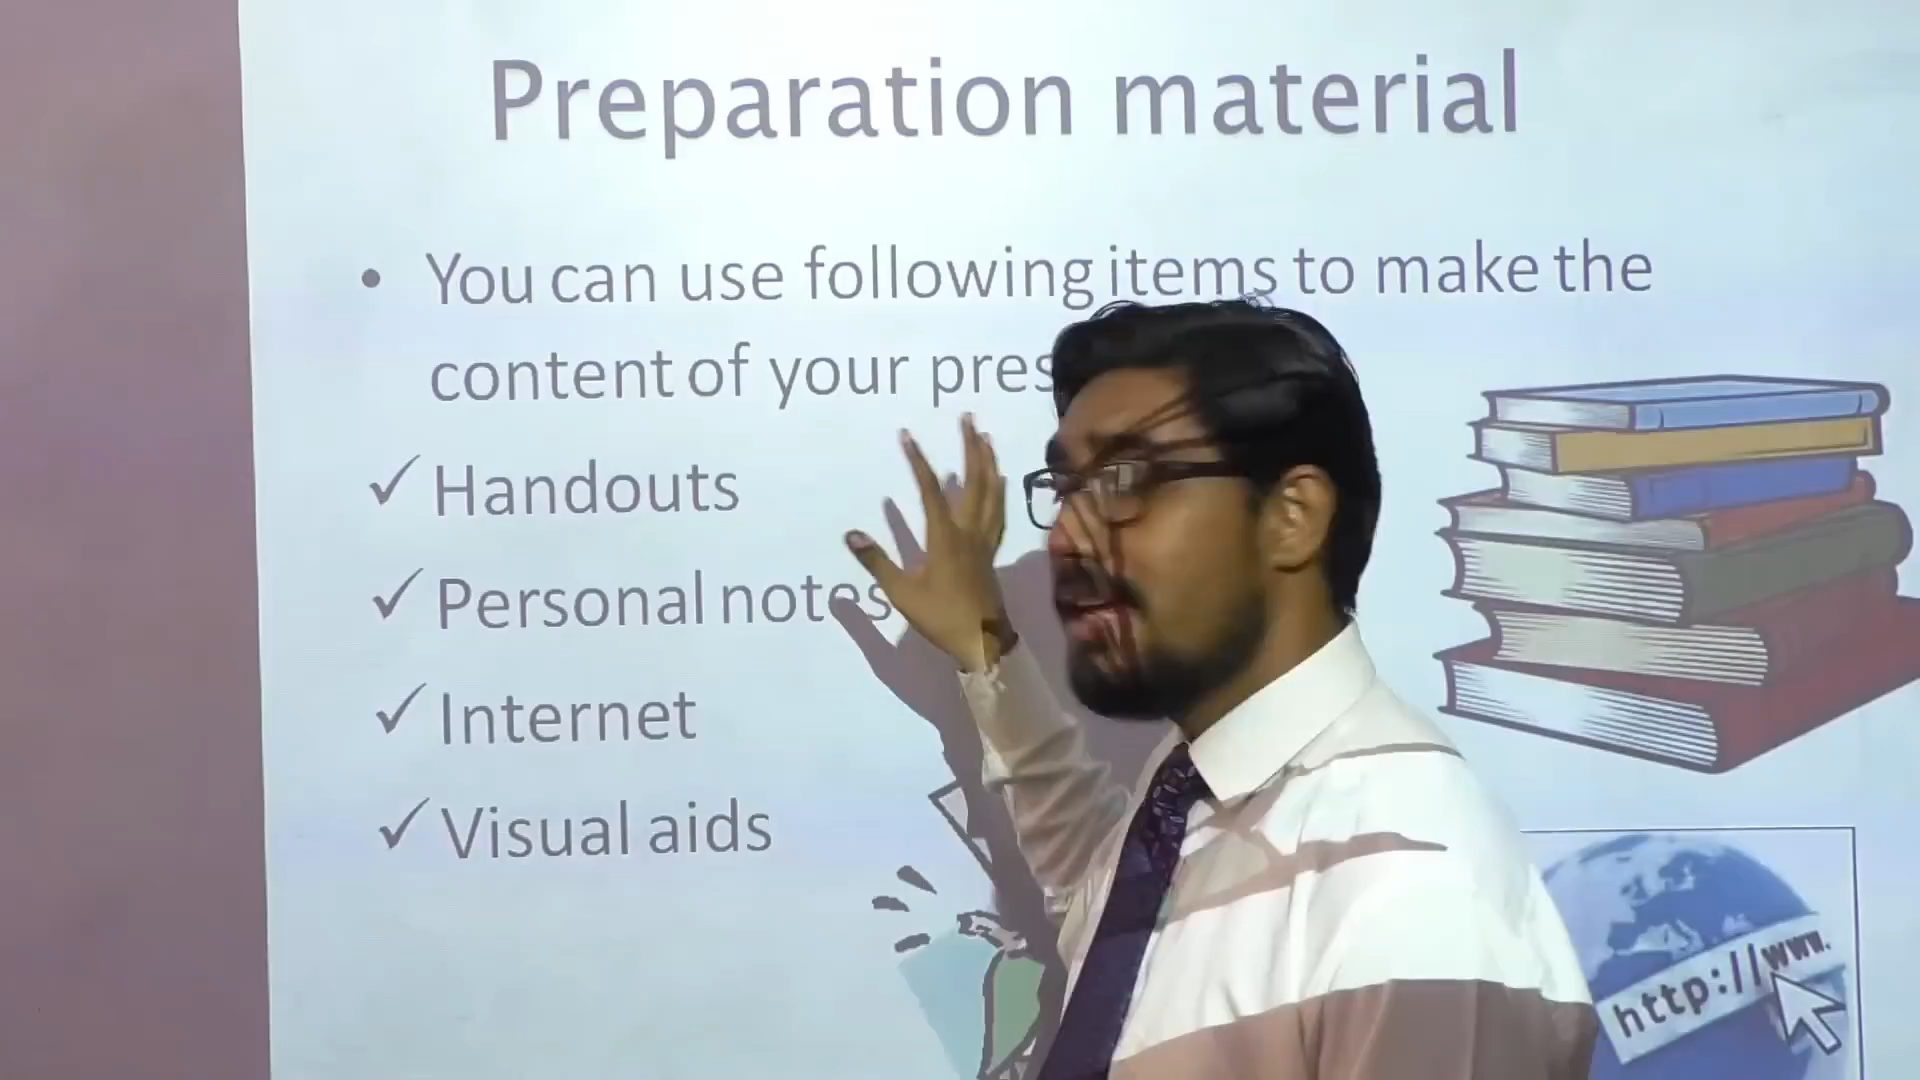 Preparation material
• You can use following items to make the
content of your
✓ Handouts
✓ Personal notes
✓ Internet
✓ Visual aids
http://www.